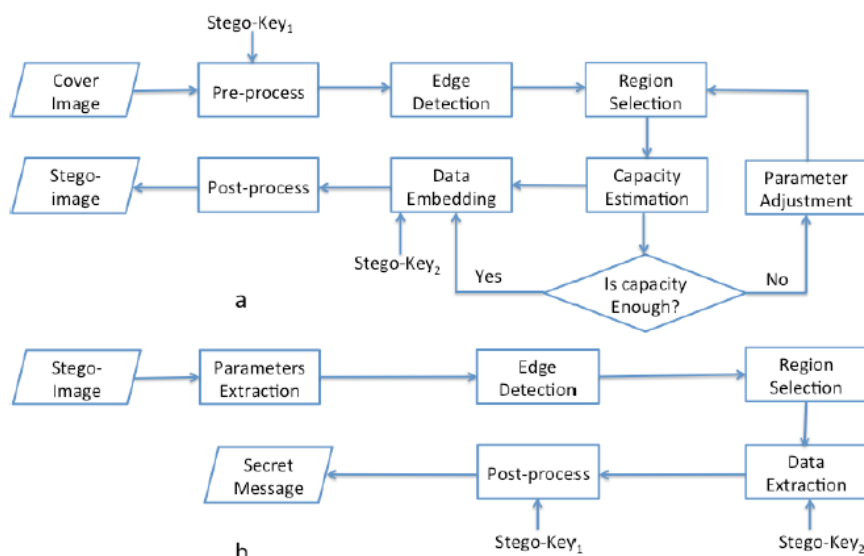 Stego-Key₁
Cover
Image
Pre-process
Edge
Detection
Region
Selection
Stego-
image
Post-process
Data
Embedding
Capacity
Estimation
Parameter
Adjustment
Stego-Key₂
Yes
Is capacity
Enough?
No
a
Stego-
Image
Parameters
Extraction
Edge
Detection
Region
Selection
Secret
Message
Post-process
Data
Extraction
Stego-Key₁
Stego-Key₂
b